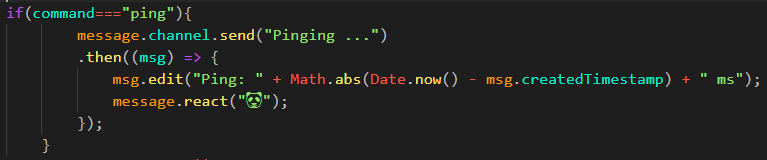 if(command==="ping"){
message.channel.send("Pinging ...")
.then((msg) => {
msg.edit("Ping: " + Math.abs(Date.now() - msg.createdTimestamp) + " ms");
message.react("🐼");
});
}